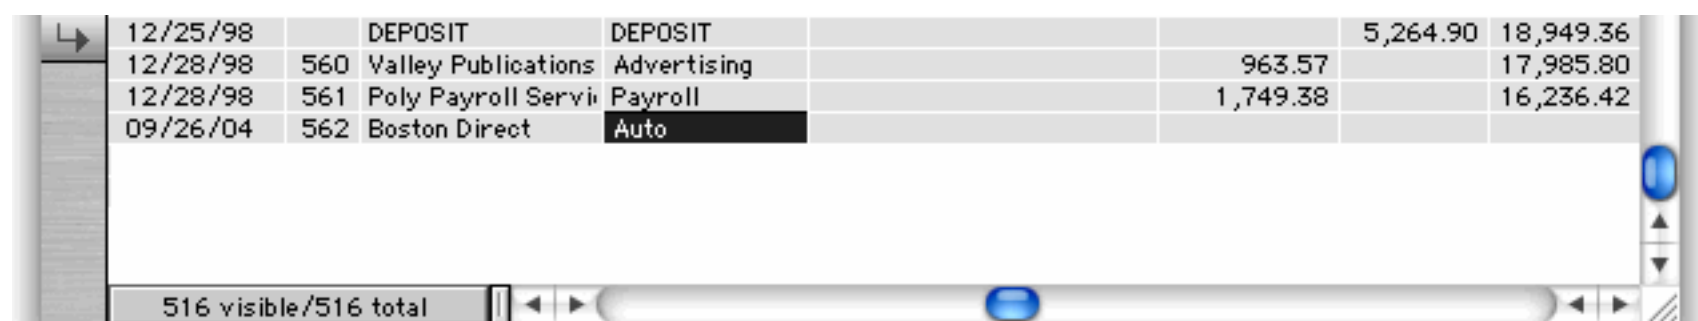 12/25/98 DEPOSIT DEPOSIT 5,264.90 18,949.36
12/28/98 560 Valley Publications Advertising 963.57 17,985.80
12/28/98 561 Poly Payroll Servi Payroll 1,749.38 16,236.42
09/26/04 562 Boston Direct Auto
516 visible/516 total